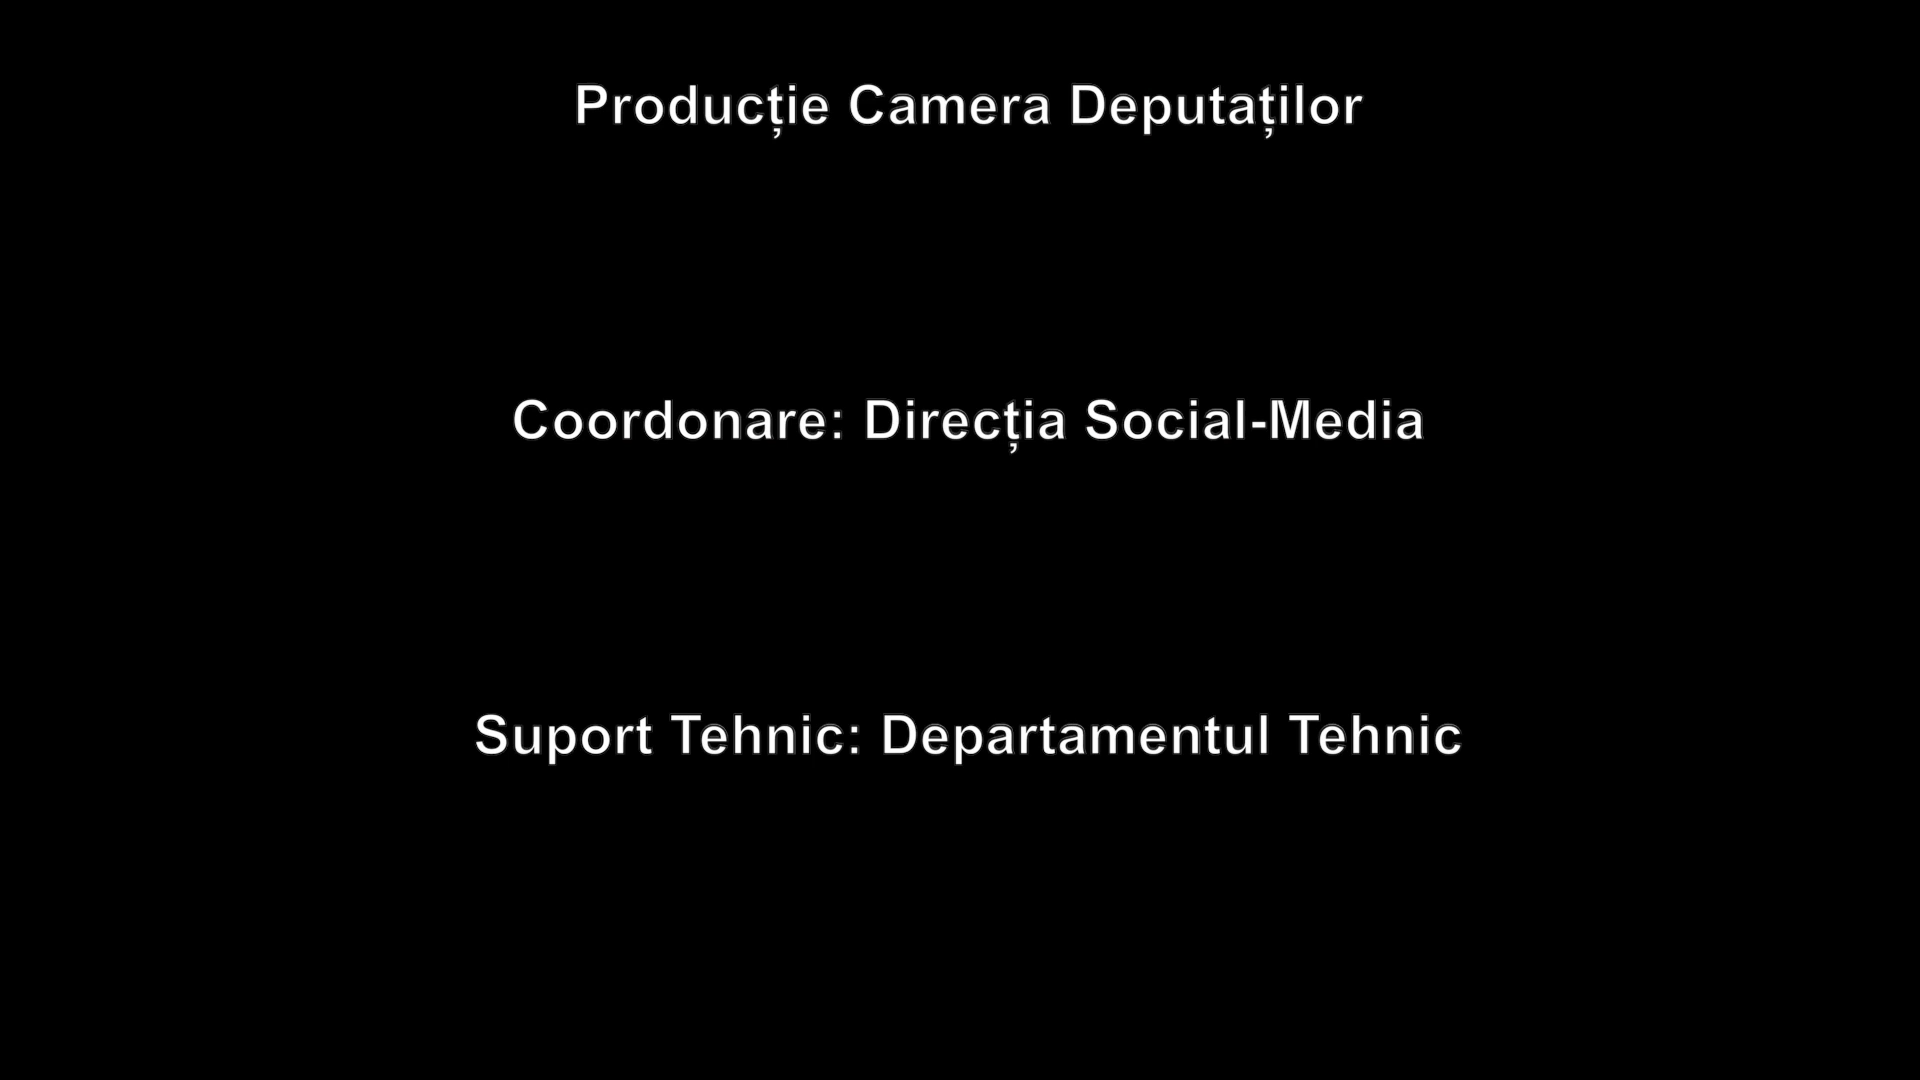 Producție Camera Deputaților
Coordonare: Direcția Social-Media
Suport Tehnic: Departamentul Tehnic